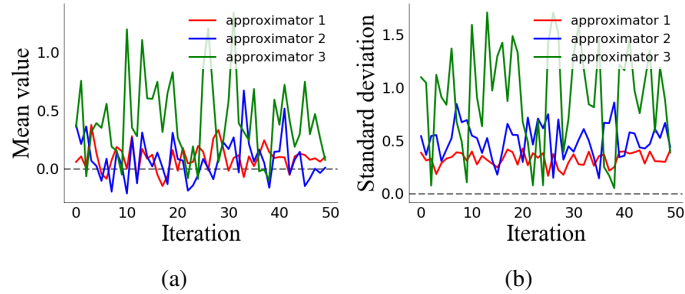 approximator 1
approximator 2
approximator 3
Mean value
1.0
0.5
0.0
0 10 20 30 40 50
Iteration
(a)
approximator 1
approximator 2
approximator 3
Standard deviation
1.5
1.0
0.5
0.0
0 10 20 30 40 50
Iteration
(b)